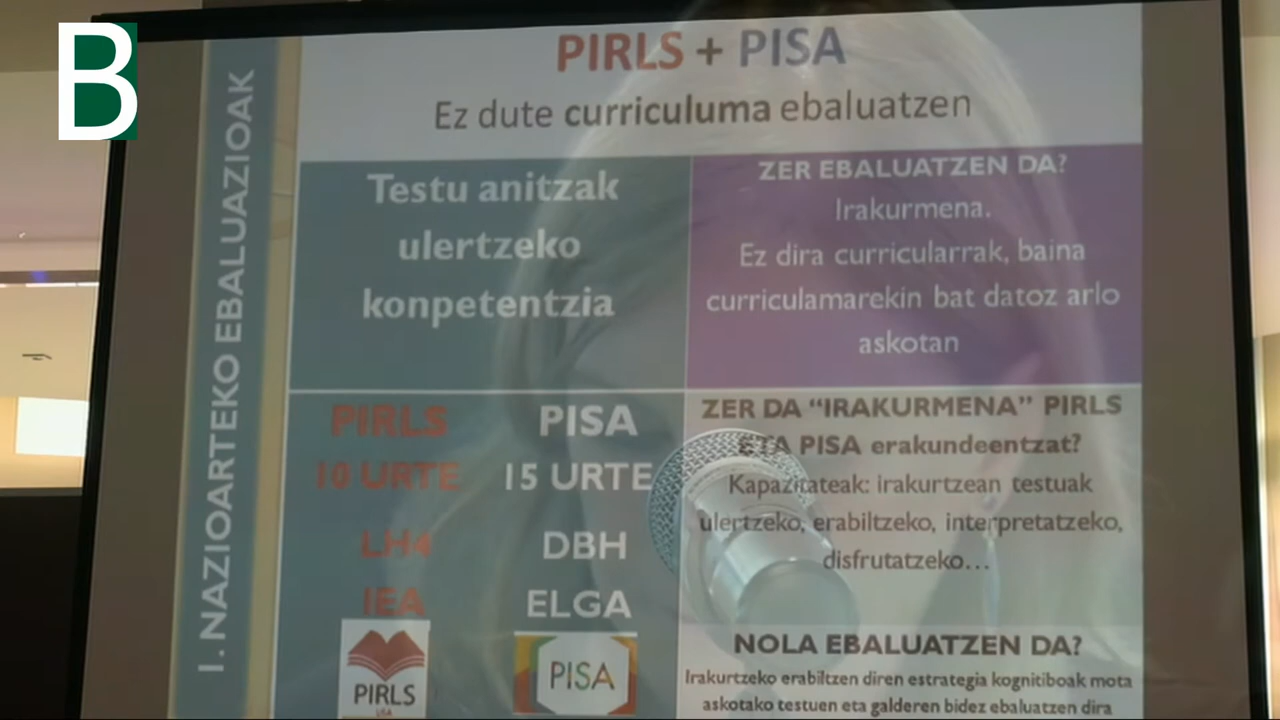 B
I. NAZIOARTEKO EBALUAZIOAK
PIRLS + PISA
Ez dute curriculuma ebaluatzen
Testu anitzak
ulertzeko
konpetentzia
ZER EBALUATZEN DA?
Irakurmena.
Ez dira curricularrak, baina
curriculamarekin bat datoz arlo
askotan
PIRLS PISA
10 URTE 15 URTE
LH4 DBH
IEA ELGA
PIRLS
IEA
PISA
ZER DA “IRAKURMENA” PIRLS
ETA PISA erakundeentzat?
Kapazitateak: irakurtzean testuak
ulertzeko, erabiltzeko, interpretatzeko,
disfrutatzeko…
NOLA EBALUATZEN DA?
Irakurtzeko erabiltzen diren estrategia kognitiboak mota
askotako testuen eta galderen bidez ebaluatzen dira